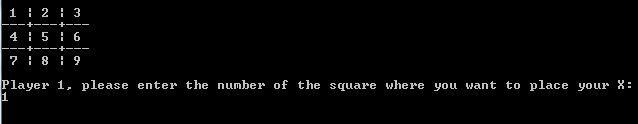 1 ¦ 2 ¦ 3
---+---+---
4 ¦ 5 ¦ 6
---+---+---
7 ¦ 8 ¦ 9
Player 1, please enter the number of the square where you want to place your X:
1